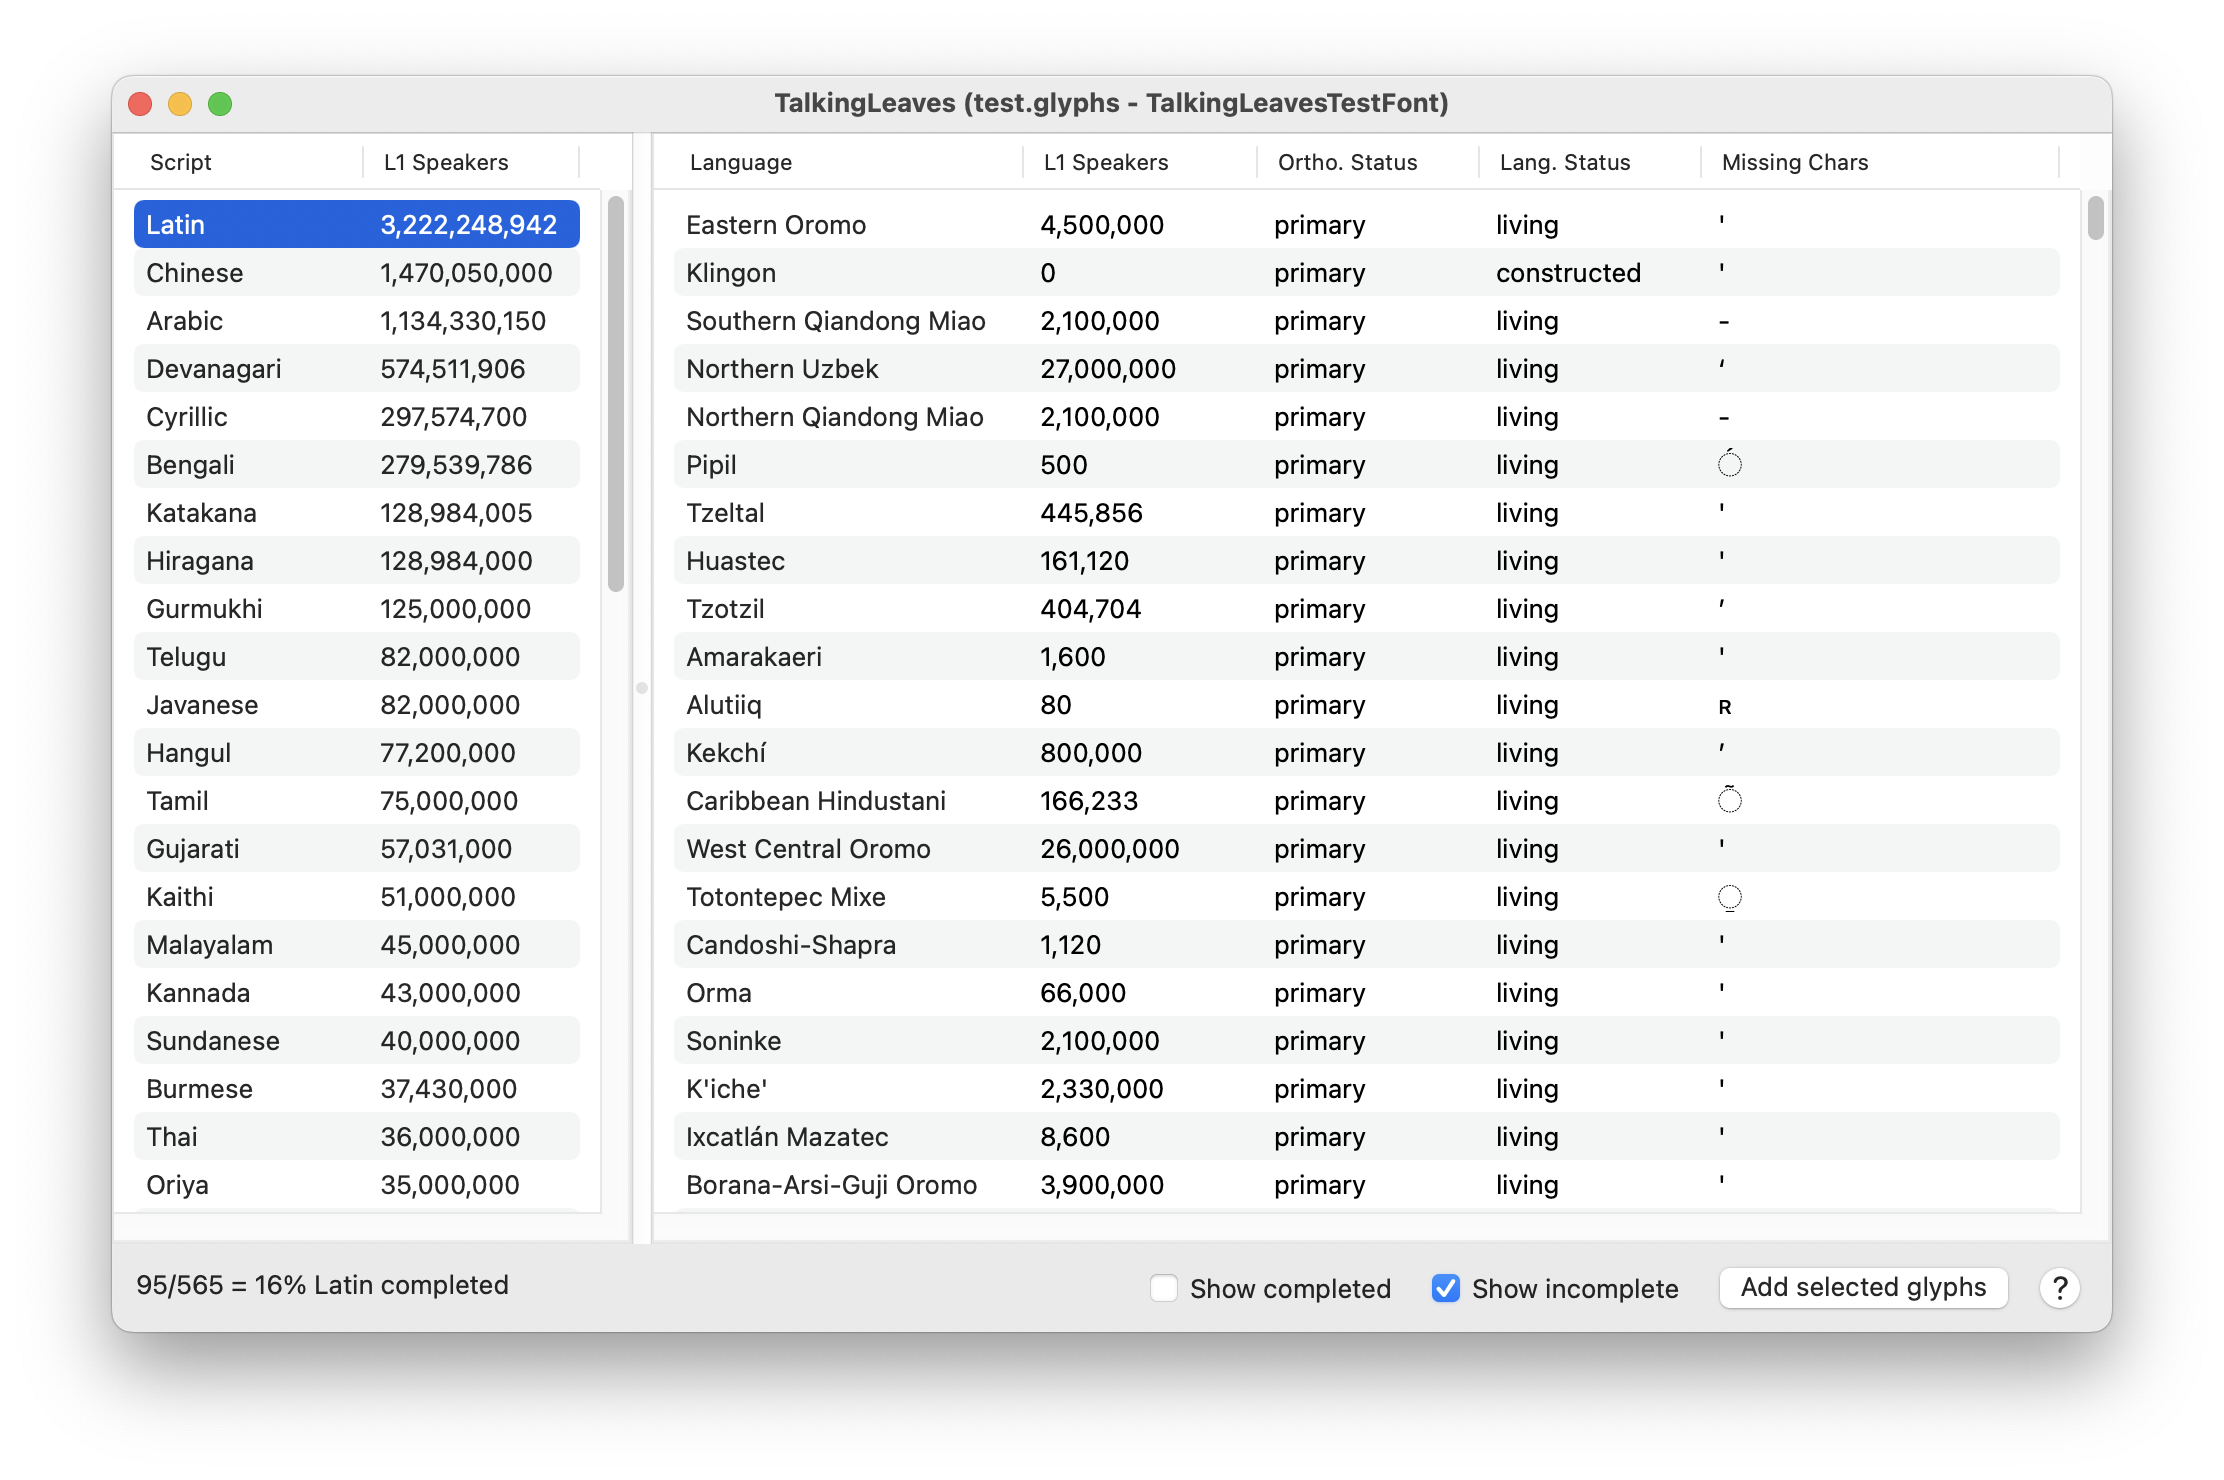 TalkingLeaves (test.glyphs - TalkingLeavesTestFont)
Script L1 Speakers
Latin 3,222,248,942
Chinese 1,470,050,000
Arabic 1,134,330,150
Devanagari 574,511,906
Cyrillic 297,574,700
Bengali 279,539,786
Katakana 128,984,005
Hiragana 128,984,000
Gurmukhi 125,000,000
Telugu 82,000,000
Javanese 82,000,000
Hangul 77,200,000
Tamil 75,000,000
Gujarati 57,031,000
Kaithi 51,000,000
Malayalam 45,000,000
Kannada 43,000,000
Sundanese 40,000,000
Burmese 37,430,000
Thai 36,000,000
Oriya 35,000,000
Language L1 Speakers Ortho. Status Lang. Status Missing Chars
Eastern Oromo 4,500,000 primary living '
Klingon 0 primary constructed '
Southern Qiandong Miao 2,100,000 primary living -
Northern Uzbek 27,000,000 primary living ʻ
Northern Qiandong Miao 2,100,000 primary living -
Pipil 500 primary living ◌́
Tzeltal 445,856 primary living '
Huastec 161,120 primary living '
Tzotzil 404,704 primary living ʼ
Amarakaeri 1,600 primary living '
Alutiiq 80 primary living ʀ
Kekchí 800,000 primary living ʼ
Caribbean Hindustani 166,233 primary living ◌̃
West Central Oromo 26,000,000 primary living '
Totontepec Mixe 5,500 primary living ◌̱
Candoshi-Shapra 1,120 primary living '
Orma 66,000 primary living '
Soninke 2,100,000 primary living '
K'iche' 2,330,000 primary living '
Ixcatlán Mazatec 8,600 primary living '
Borana-Arsi-Guji Oromo 3,900,000 primary living '
95/565 = 16% Latin completed
Show completed Show incomplete Add selected glyphs ?